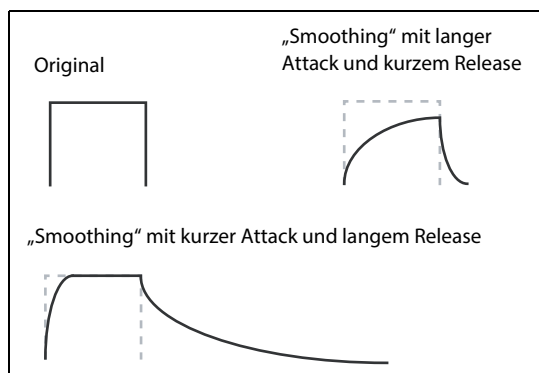 Original
„Smoothing“ mit langer
Attack und kurzem Release
„Smoothing“ mit kurzer Attack und langem Release